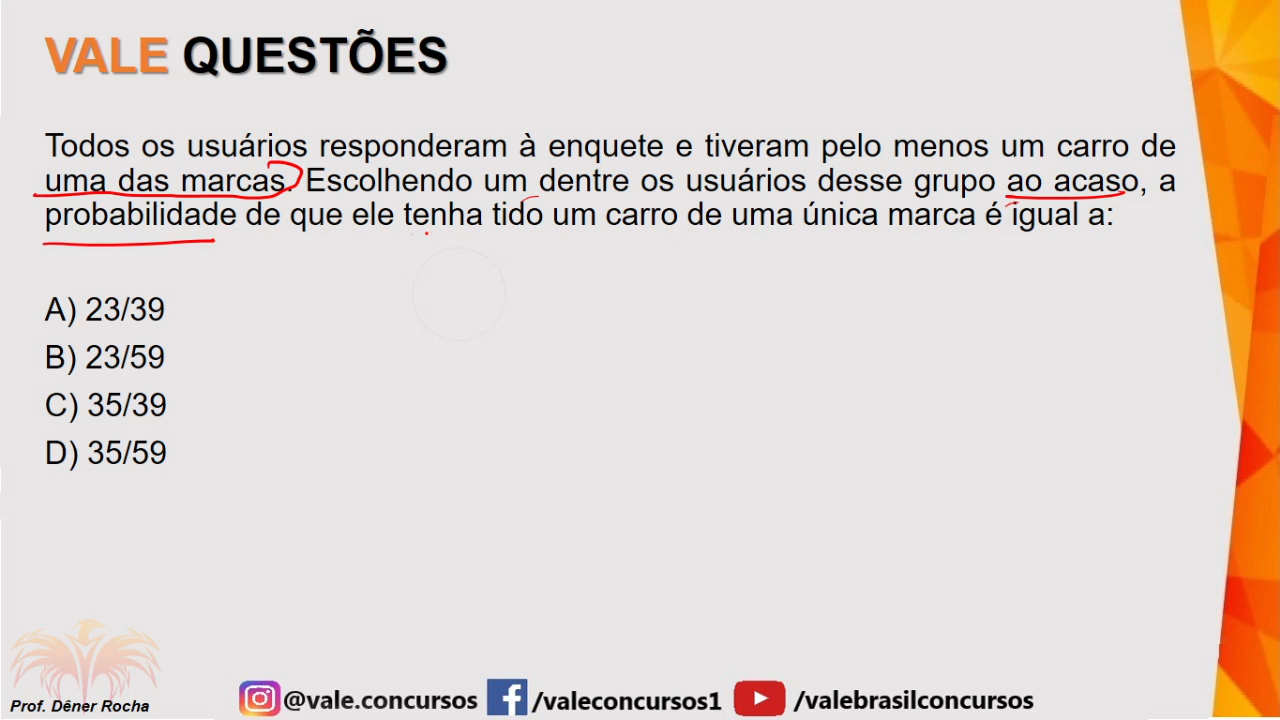 VALE QUESTÕES
Todos os usuários responderam à enquete e tiveram pelo menos um carro de
uma das marcas. Escolhendo um dentre os usuários desse grupo ao acaso, a
probabilidade de que ele tenha tido um carro de uma única marca é igual a:
A) 23/39
B) 23/59
C) 35/39
D) 35/59
Prof. Dêner Rocha
@vale.concursos /valeconcursos1 /valebrasilconcursos